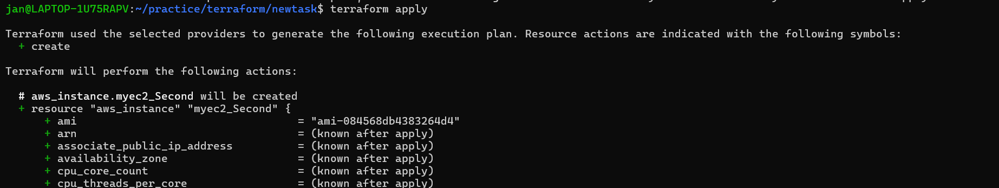 jan@LAPTOP-1U75RAPV:~/practice/terraform/newtask$ terraform apply
Terraform used the selected providers to generate the following execution plan. Resource actions are indicated with the following symbols:
+ create
Terraform will perform the following actions:
# aws_instance.myec2_Second will be created
+ resource "aws_instance" "myec2_Second" {
+ ami = "ami-084568db4383264d4"
+ arn = (known after apply)
+ associate_public_ip_address = (known after apply)
+ availability_zone = (known after apply)
+ cpu_core_count = (known after apply)
+ cpu_threads_per_core = (known after apply)